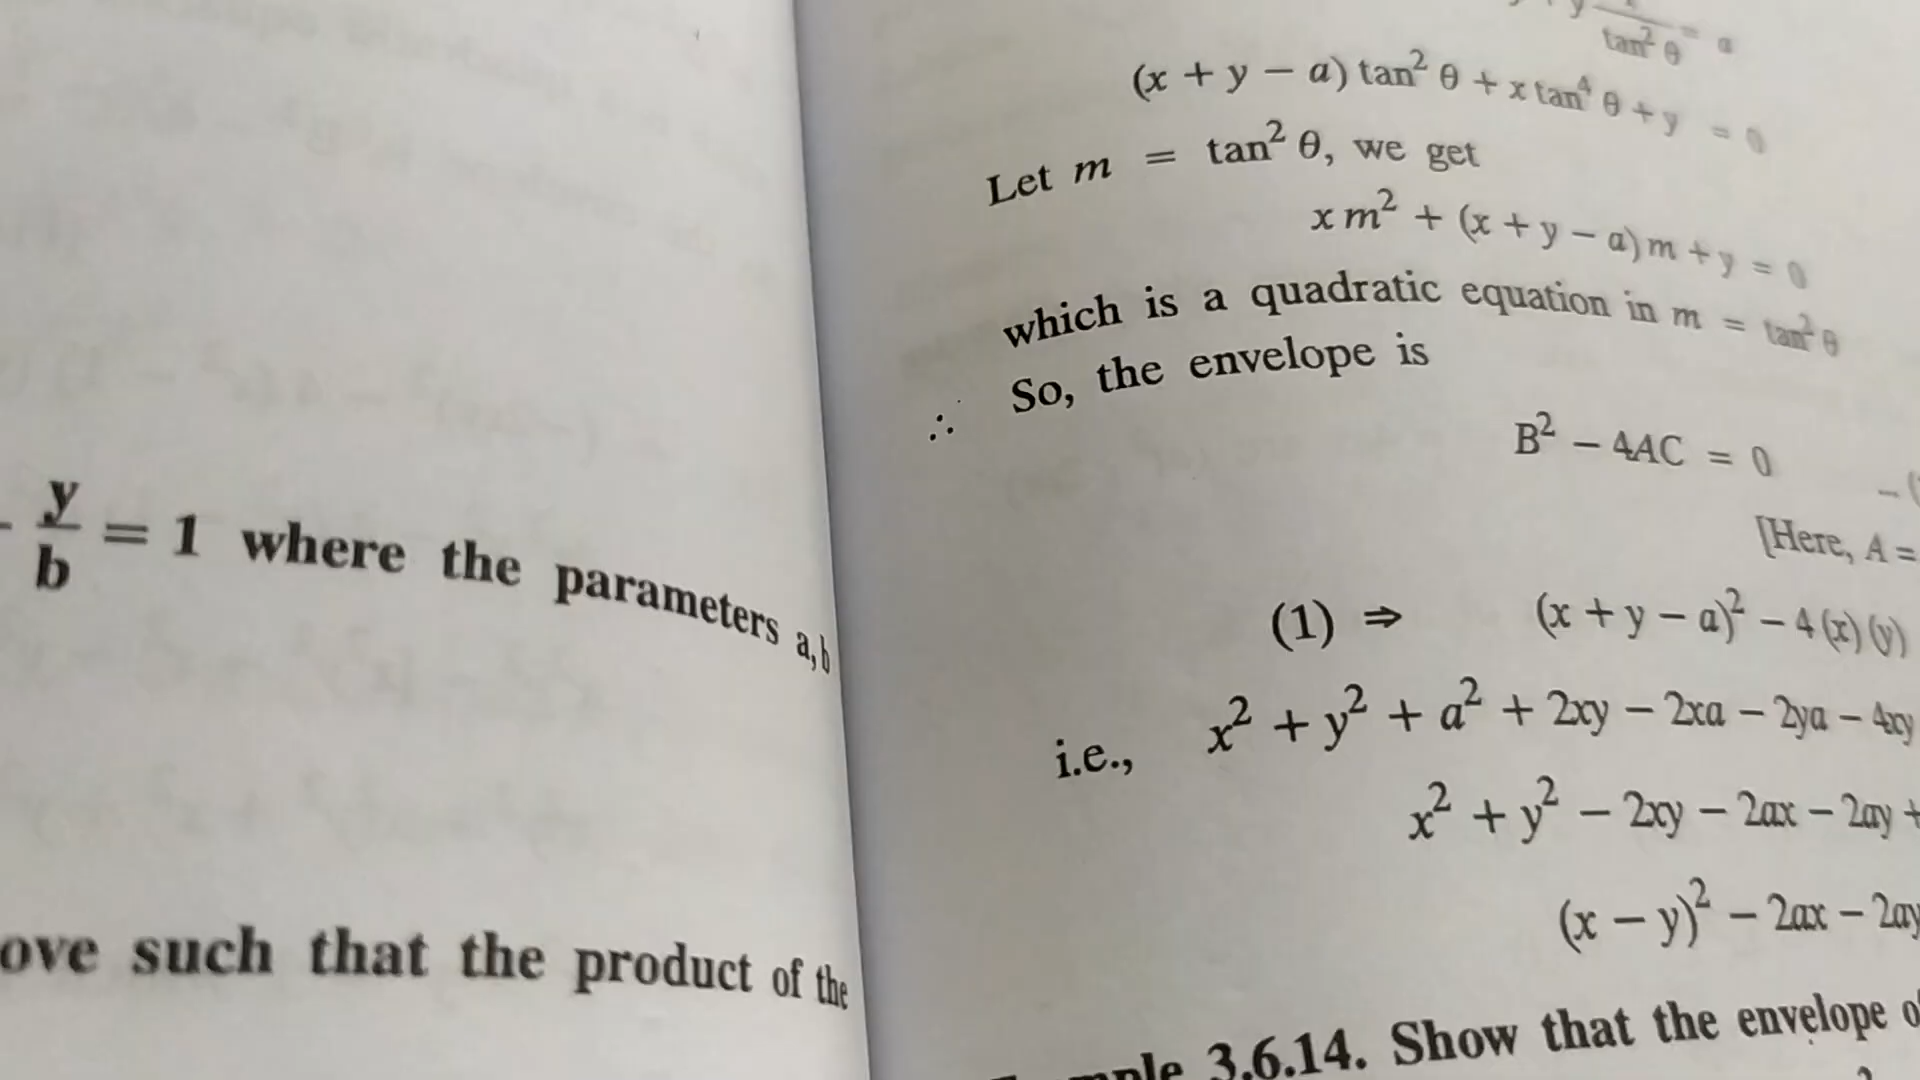 - y/b = 1 where the parameters a, b
ove such that the product of the
tan² θ = a
(x + y − a) tan² θ + x tan⁴ θ + y = 0
Let m = tan² θ, we get
x m² + (x + y − a) m + y = 0
which is a quadratic equation in m = tan² θ
∴ So, the envelope is
B² − 4AC = 0
[Here, A =
(1) ⇒ (x + y − a)² − 4 (x) (y)
i.e., x² + y² + a² + 2xy − 2xa − 2ya − 4xy
x² + y² − 2xy − 2ax − 2ay +
(x − y)² − 2ax − 2ay
3.6.14. Show that the envelope